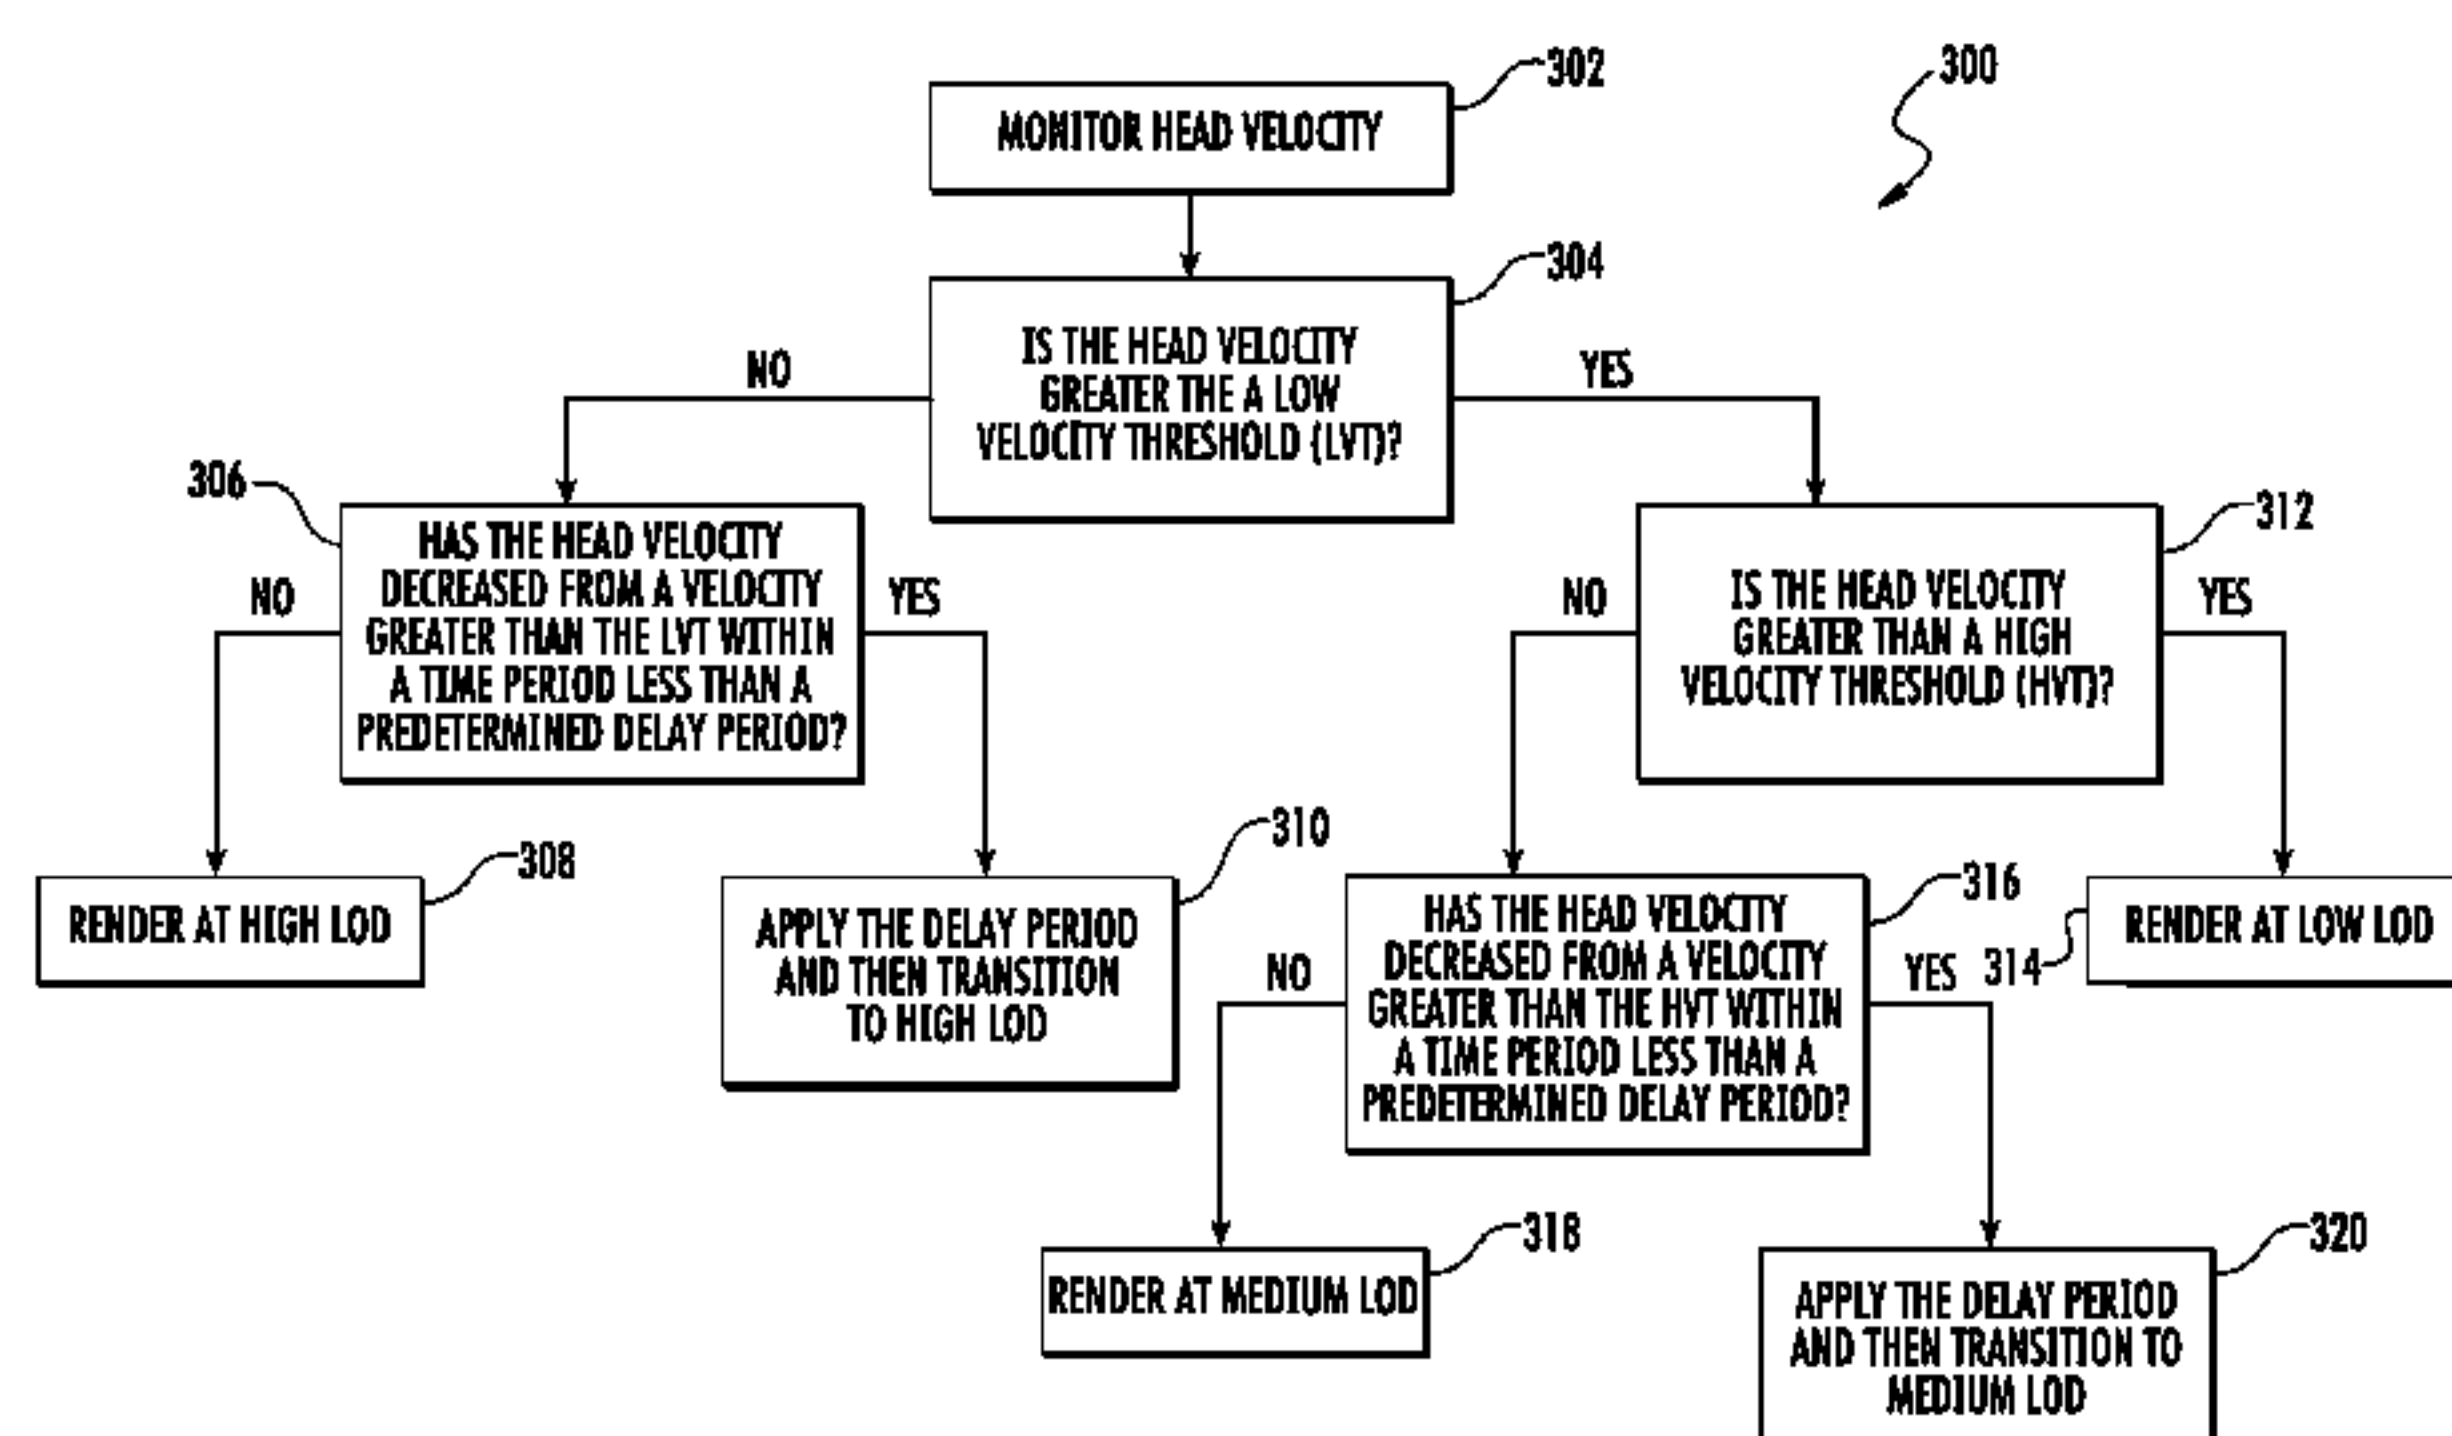 302
300
MONITOR HEAD VELOCITY
304
IS THE HEAD VELOCITY
GREATER THE A LOW
VELOCITY THRESHOLD (LVT)?
NO
YES
306
HAS THE HEAD VELOCITY
DECREASED FROM A VELOCITY
GREATER THAN THE LVT WITHIN
A TIME PERIOD LESS THAN A
PREDETERMINED DELAY PERIOD?
NO
YES
312
IS THE HEAD VELOCITY
GREATER THAN A HIGH
VELOCITY THRESHOLD (HVT)?
NO
YES
308
RENDER AT HIGH LOD
310
APPLY THE DELAY PERIOD
AND THEN TRANSITION
TO HIGH LOD
316
HAS THE HEAD VELOCITY
DECREASED FROM A VELOCITY
GREATER THAN THE HVT WITHIN
A TIME PERIOD LESS THAN A
PREDETERMINED DELAY PERIOD?
NO
YES
314
RENDER AT LOW LOD
318
RENDER AT MEDIUM LOD
320
APPLY THE DELAY PERIOD
AND THEN TRANSITION TO
MEDIUM LOD